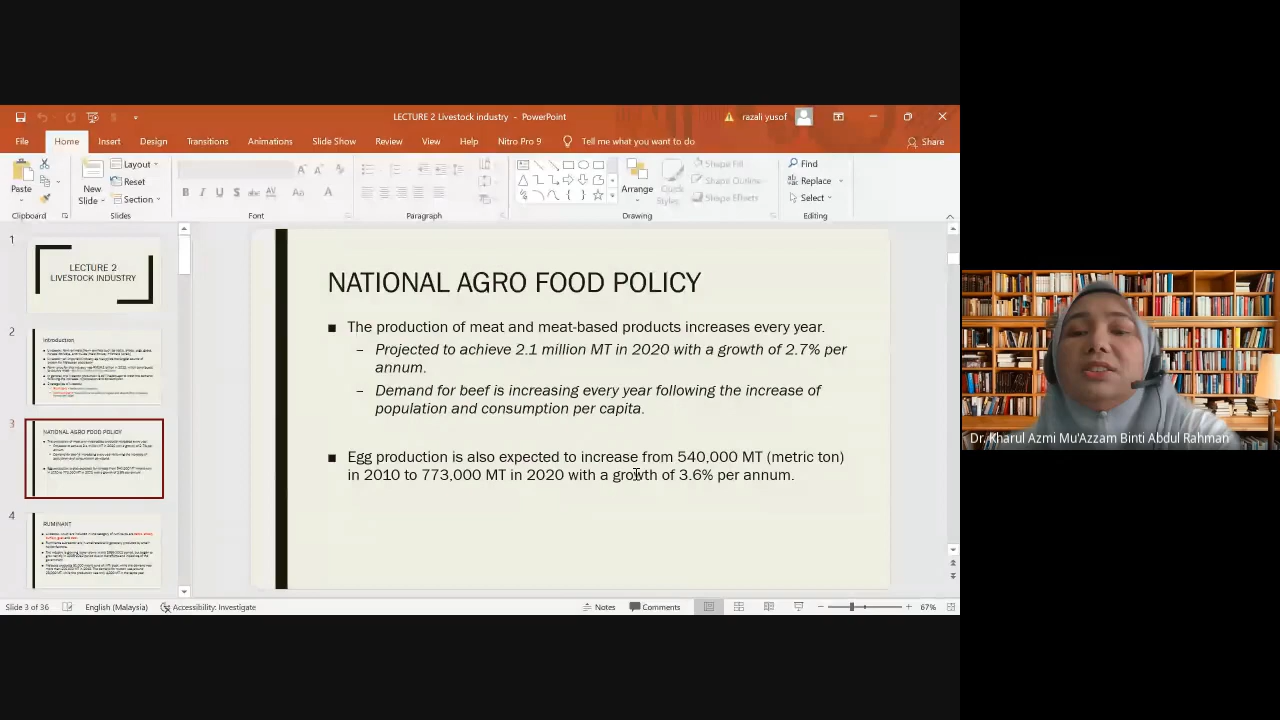 LECTURE 2 Livestock industry - PowerPoint
razali yusof
File Home Insert Design Transitions Animations Slide Show Review View Help Nitro Pro 9 Tell me what you want to do Share
Paste
New
Slide
Layout
Reset
Section
Arrange
Quick
Styles
Shape Fill
Shape Outline
Shape Effects
Find
Replace
Select
Clipboard Slides Font Paragraph Drawing Editing
1
LECTURE 2
LIVESTOCK INDUSTRY
2
Introduction
3
NATIONAL AGRO FOOD POLICY
4
RUMINANT
NATIONAL AGRO FOOD POLICY
■ The production of meat and meat-based products increases every year.
– Projected to achieve 2.1 million MT in 2020 with a growth of 2.7% per
annum.
– Demand for beef is increasing every year following the increase of
population and consumption per capita.
■ Egg production is also expected to increase from 540,000 MT (metric ton)
in 2010 to 773,000 MT in 2020 with a growth of 3.6% per annum.
Dr. Kharul Azmi Mu'Azzam Binti Abdul Rahman
Slide 3 of 36 English (Malaysia) Accessibility: Investigate Notes Comments 67%